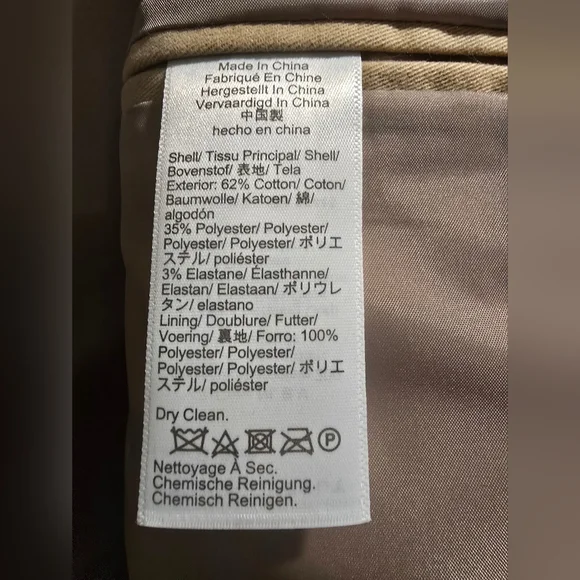 Made In China
Fabriqué En Chine
Hergestellt In China
Vervaardigd In China
中国製
hecho en china
Shell/ Tissu Principal/ Shell/
Bovenstof/ 表地/ Tela
Exterior: 62% Cotton/ Coton/
Baumwolle/ Katoen/ 綿/
algodón
35% Polyester/ Polyester/
Polyester/ Polyester/ ポリエ
ステル/ poliéster
3% Elastane/ Élasthanne/
Elastan/ Elastaan/ ポリウレ
タン/ elastano
Lining/ Doublure/ Futter/
Voering/ 裏地/ Forro: 100%
Polyester/ Polyester/
Polyester/ Polyester/ ポリエ
ステル/ poliéster
Dry Clean.
P
Nettoyage À Sec.
Chemische Reinigung.
Chemisch Reinigen.